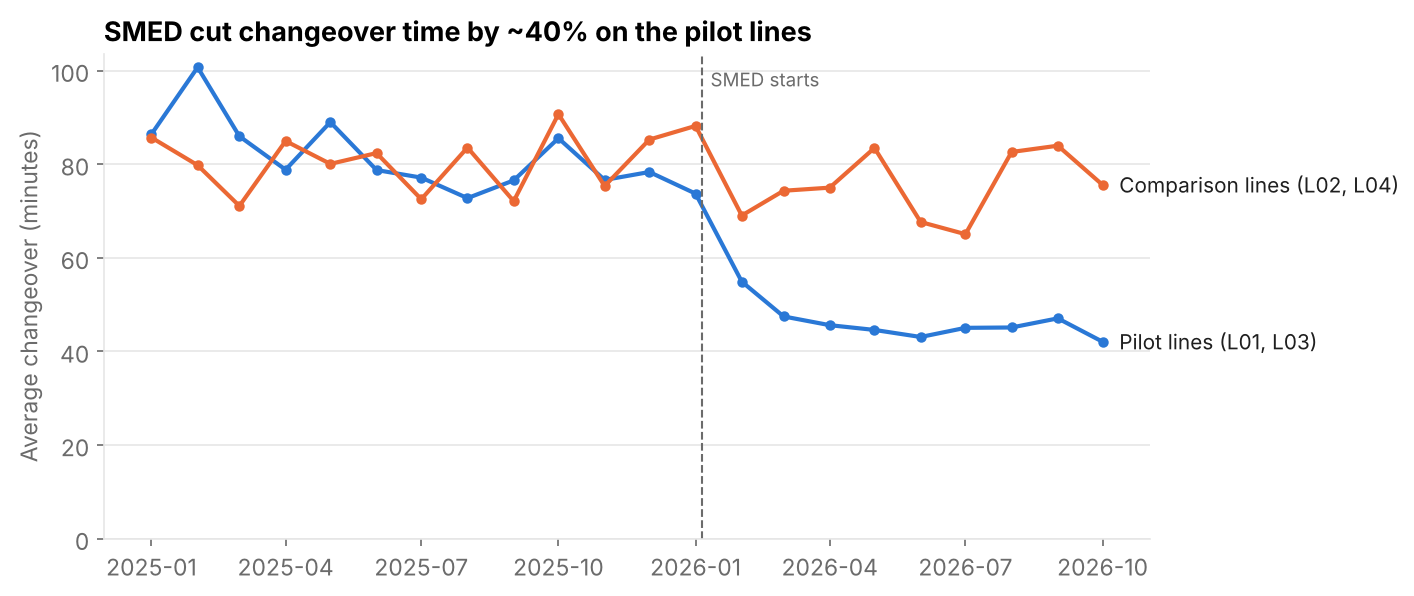 SMED cut changeover time by ~40% on the pilot lines
SMED starts
Average changeover (minutes)
100
80
60
40
20
0
Comparison lines (L02, L04)
Pilot lines (L01, L03)
2025-01 2025-04 2025-07 2025-10 2026-01 2026-04 2026-07 2026-10